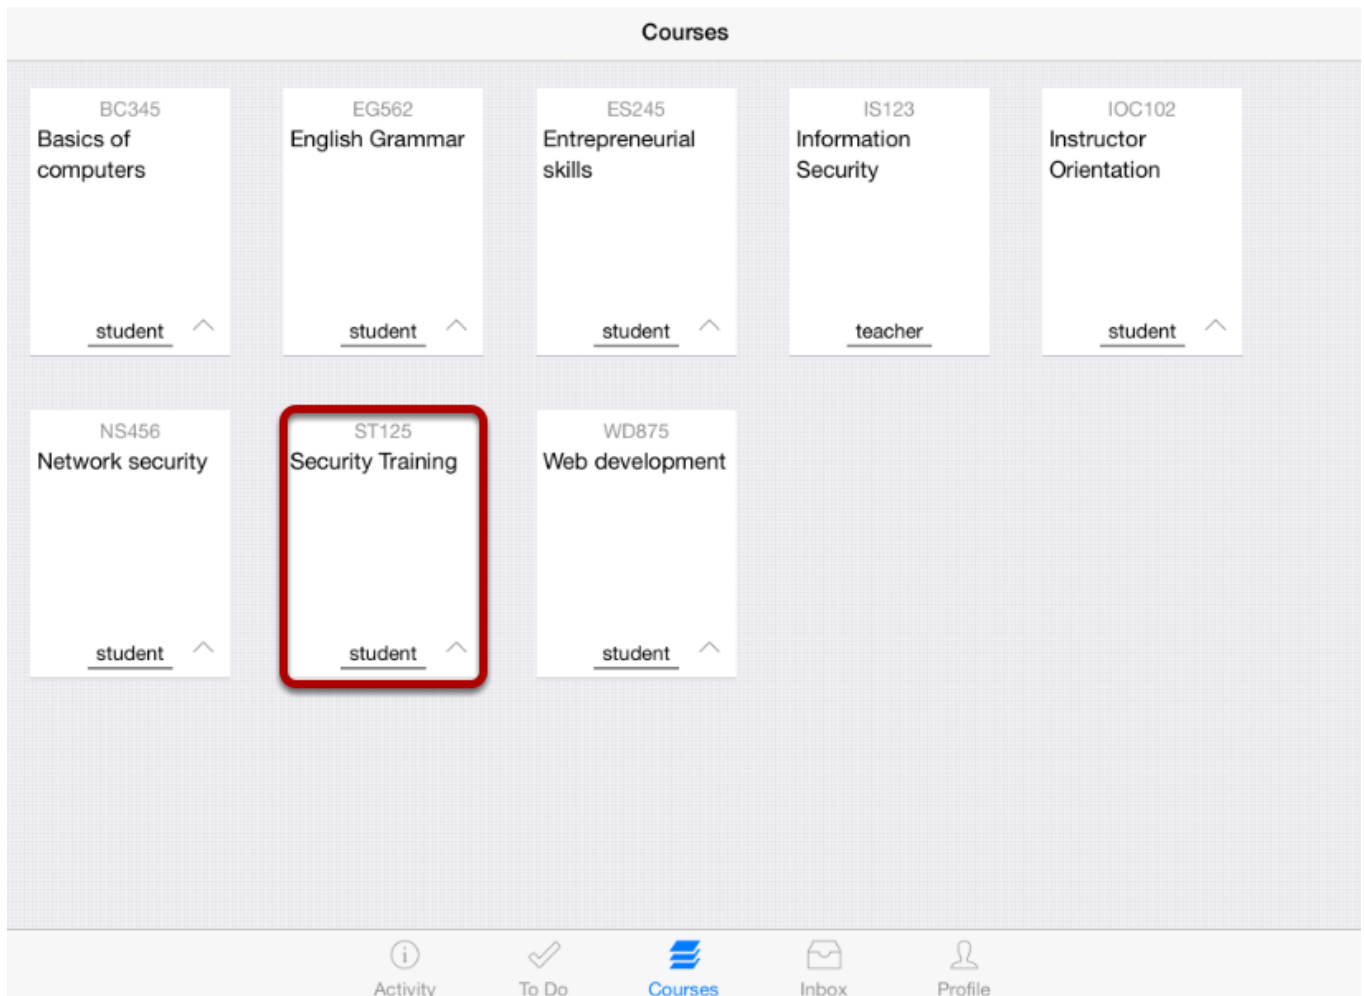 Courses
BC345
Basics of
computers
student
EG562
English Grammar
student
ES245
Entrepreneurial
skills
student
IS123
Information
Security
teacher
IOC102
Instructor
Orientation
student
NS456
Network security
student
ST125
Security Training
student
WD875
Web development
student
Activity
To Do
Courses
Inbox
Profile